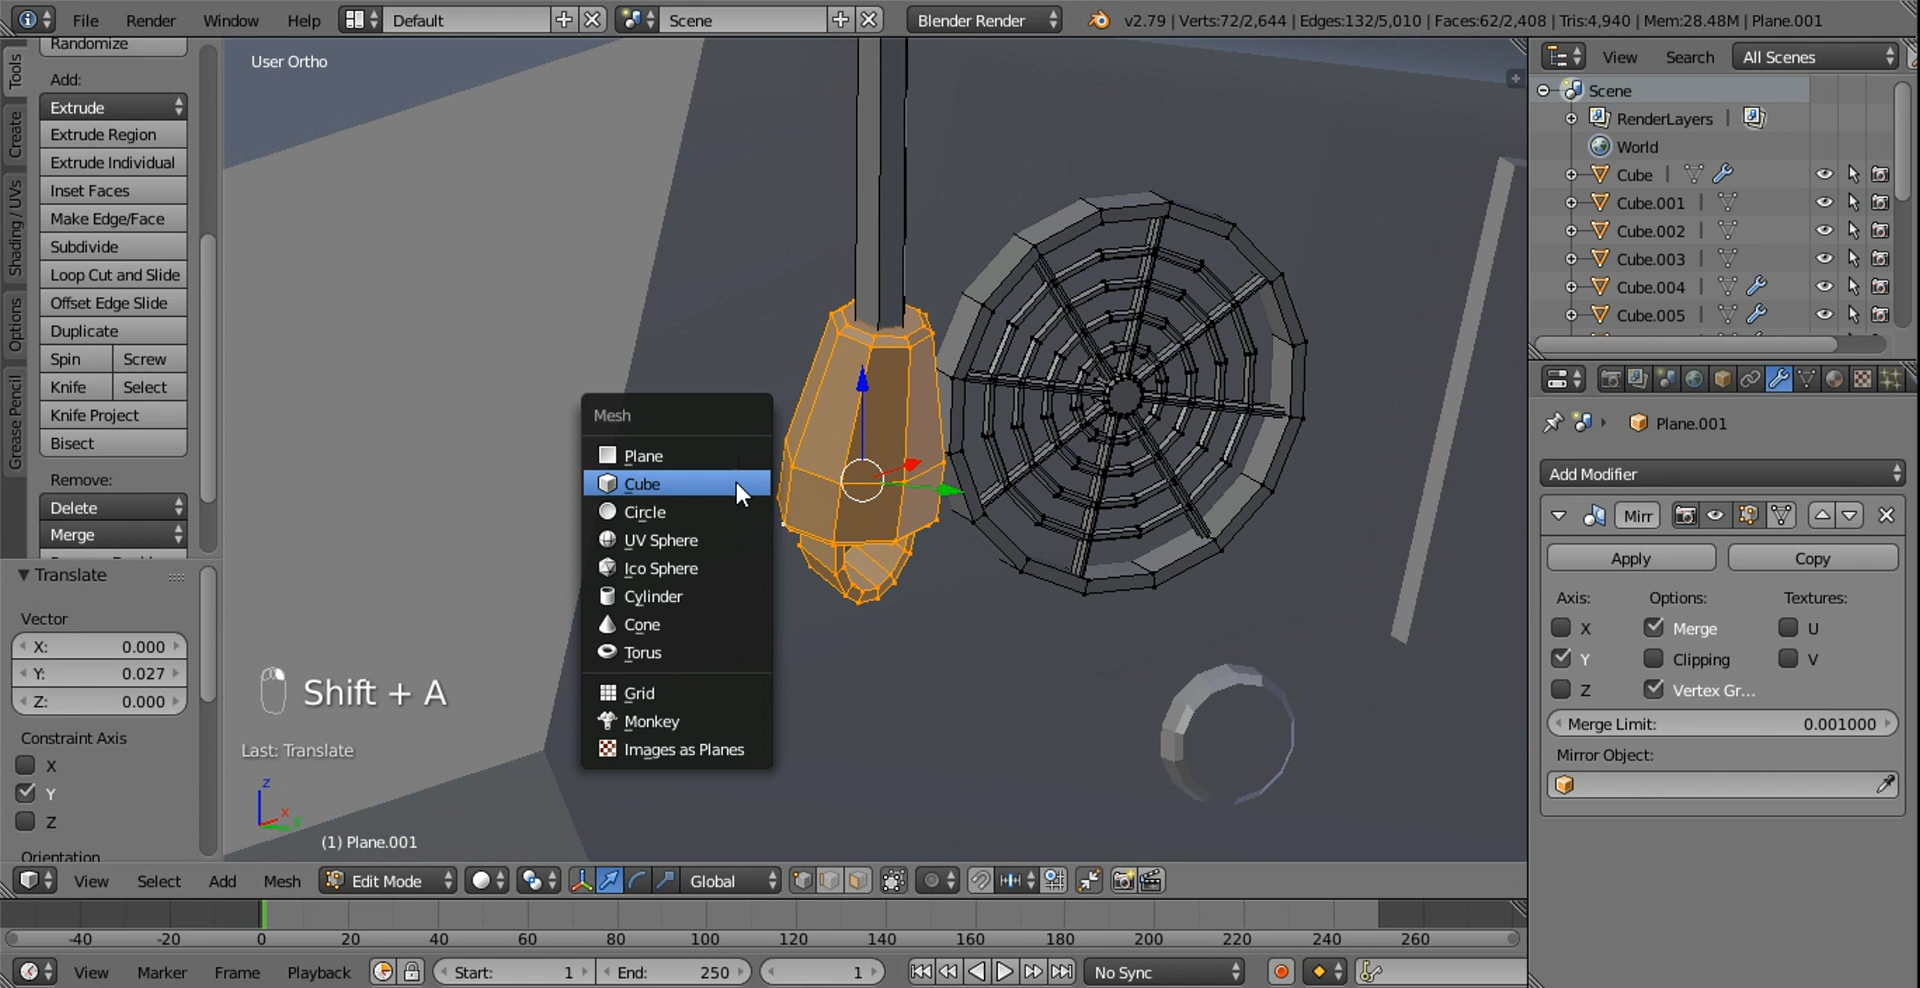 File Render Window Help Default Scene Blender Render v2.79 | Verts:72/2,644 | Edges:132/5,010 | Faces:62/2,408 | Tris:4,940 | Mem:28.48M | Plane.001
Tools
Create
Shading / UVs
Options
Grease Pencil
Randomize
Add:
Extrude
Extrude Region
Extrude Individual
Inset Faces
Make Edge/Face
Subdivide
Loop Cut and Slide
Offset Edge Slide
Duplicate
Spin Screw
Knife Select
Knife Project
Bisect
Remove:
Delete
Merge
Translate
Vector
X: 0.000
Y: 0.027
Z: 0.000
Constraint Axis
X
Y
Z
Orientation
User Ortho
Mesh
Plane
Cube
Circle
UV Sphere
Ico Sphere
Cylinder
Cone
Torus
Grid
Monkey
Images as Planes
Shift + A
Last: Translate
z
x
(1) Plane.001
View Search All Scenes
Scene
RenderLayers |
World
Cube |
Cube.001 |
Cube.002 |
Cube.003 |
Cube.004 |
Cube.005 |
Plane.001
Add Modifier
Mirr
Apply Copy
Axis: Options: Textures:
X Merge U
Y Clipping V
Z Vertex Gr...
Merge Limit: 0.001000
Mirror Object:
View Select Add Mesh Edit Mode Global
-40 -20 0 20 40 60 80 100 120 140 160 180 200 220 240 260
View Marker Frame Playback Start: 1 End: 250 1 No Sync